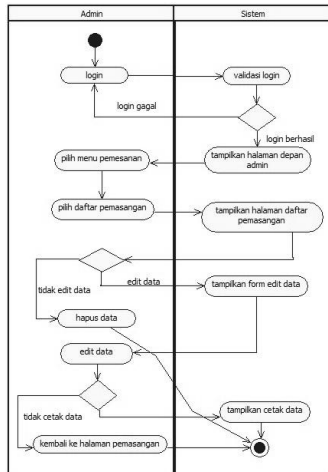 Admin
Sistem
login
validasi login
login gagal
login berhasil
pilih menu pemesanan
tampilkan halaman depan
admin
pilih daftar pemasangan
tampilkan halaman daftar
pemasangan
edit data
tidak edit data
tampilkan form edit data
hapus data
edit data
tidak cetak data
tampilkan cetak data
kembali ke halaman pemasangan